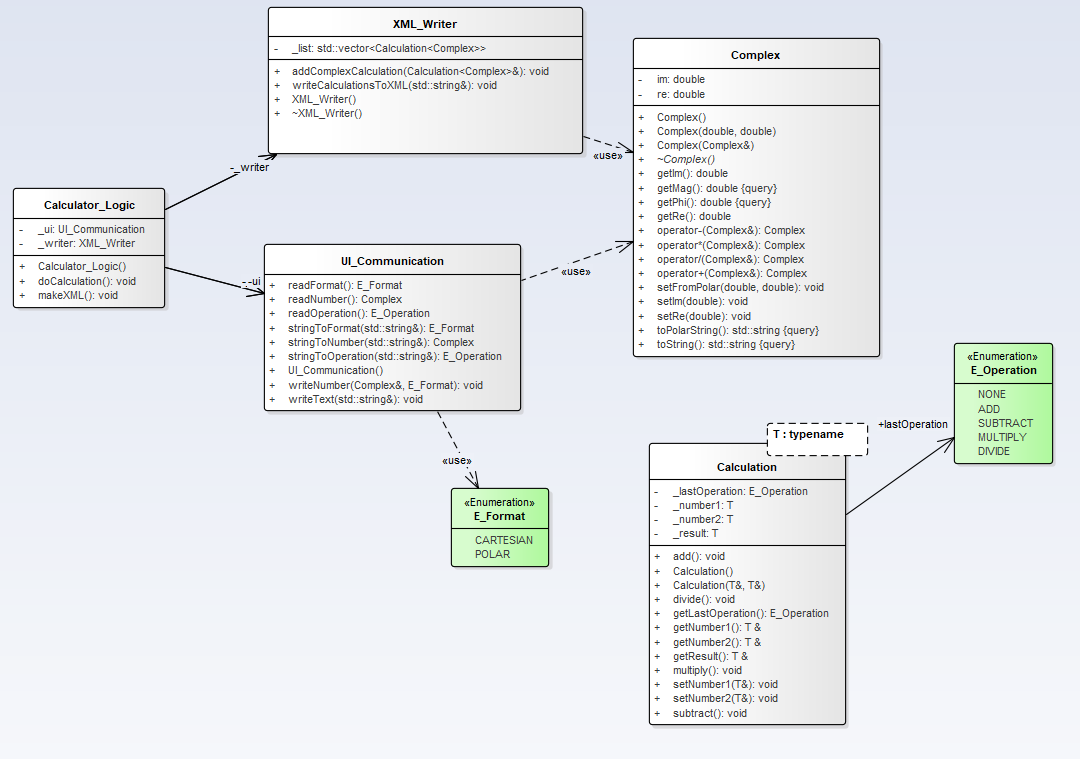 XML_Writer
- _list: std::vector<Calculation<Complex>>
+ addComplexCalculation(Calculation<Complex>&): void
+ writeCalculationsToXML(std::string&): void
+ XML_Writer()
+ ~XML_Writer()
Complex
- im: double
- re: double
+ Complex()
+ Complex(double, double)
+ Complex(Complex&)
+ ~Complex()
+ getIm(): double
+ getMag(): double {query}
+ getPhi(): double {query}
+ getRe(): double
+ operator-(Complex&): Complex
+ operator*(Complex&): Complex
+ operator/(Complex&): Complex
+ operator+(Complex&): Complex
+ setFromPolar(double, double): void
+ setIm(double): void
+ setRe(double): void
+ toPolarString(): std::string {query}
+ toString(): std::string {query}
«use»
-_writer
Calculator_Logic
- _ui: UI_Communication
- _writer: XML_Writer
+ Calculator_Logic()
+ doCalculation(): void
+ makeXML(): void
-_ui
UI_Communication
+ readFormat(): E_Format
+ readNumber(): Complex
+ readOperation(): E_Operation
+ stringToFormat(std::string&): E_Format
+ stringToNumber(std::string&): Complex
+ stringToOperation(std::string&): E_Operation
+ UI_Communication()
+ writeNumber(Complex&, E_Format): void
+ writeText(std::string&): void
«use»
«use»
«Enumeration»
E_Format
CARTESIAN
POLAR
«Enumeration»
E_Operation
NONE
ADD
SUBTRACT
MULTIPLY
DIVIDE
+lastOperation
T : typename
Calculation
- _lastOperation: E_Operation
- _number1: T
- _number2: T
- _result: T
+ add(): void
+ Calculation()
+ Calculation(T&, T&)
+ divide(): void
+ getLastOperation(): E_Operation
+ getNumber1(): T &
+ getNumber2(): T &
+ getResult(): T &
+ multiply(): void
+ setNumber1(T&): void
+ setNumber2(T&): void
+ subtract(): void